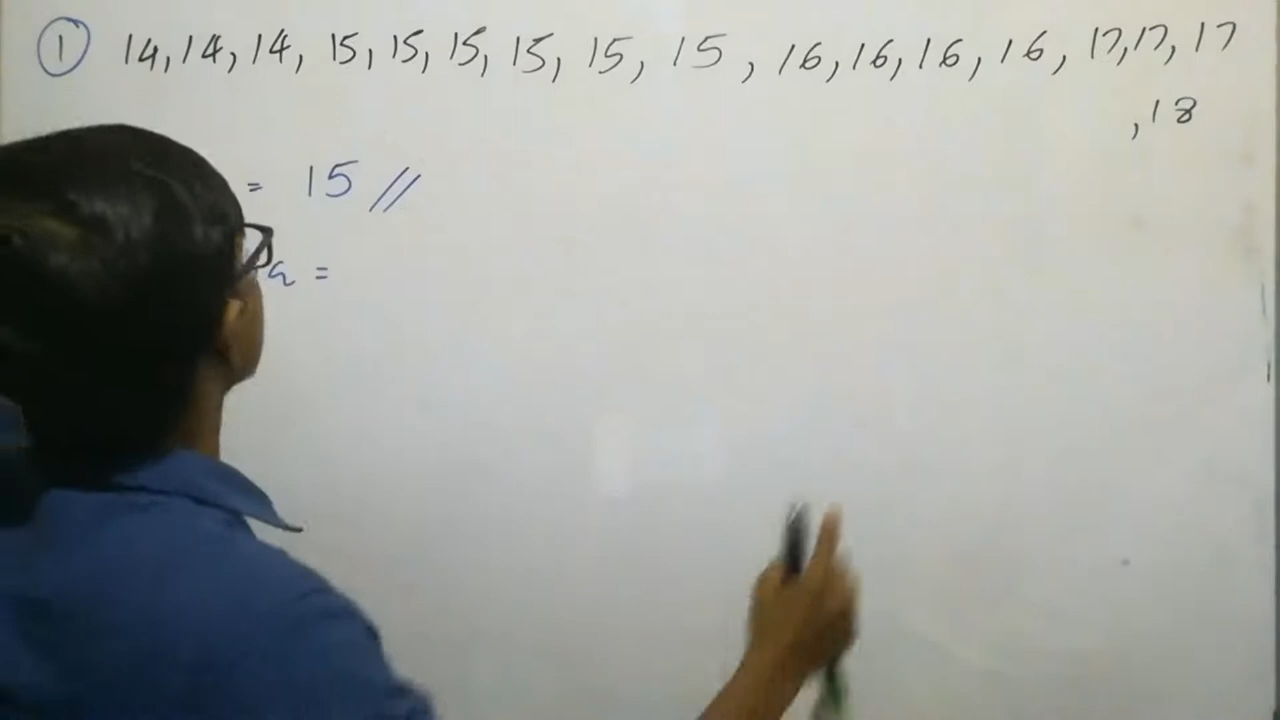 ① 14, 14, 14, 15, 15, 15, 15, 15, 15, 16, 16, 16, 16, 17, 17, 17
, 18
= 15 //
=